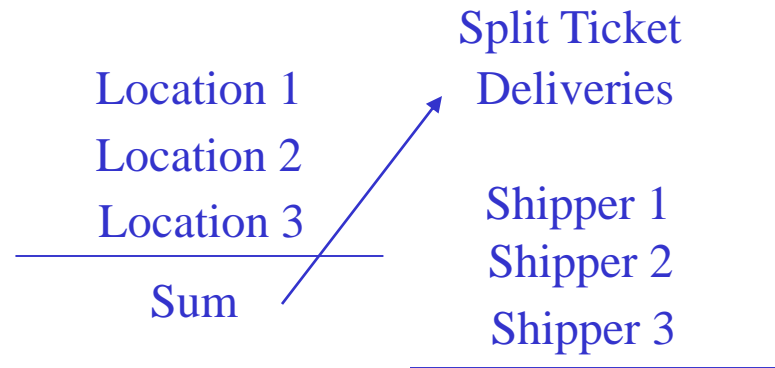 Location 1
Location 2
Location 3
Sum
Split Ticket
Deliveries
Shipper 1
Shipper 2
Shipper 3